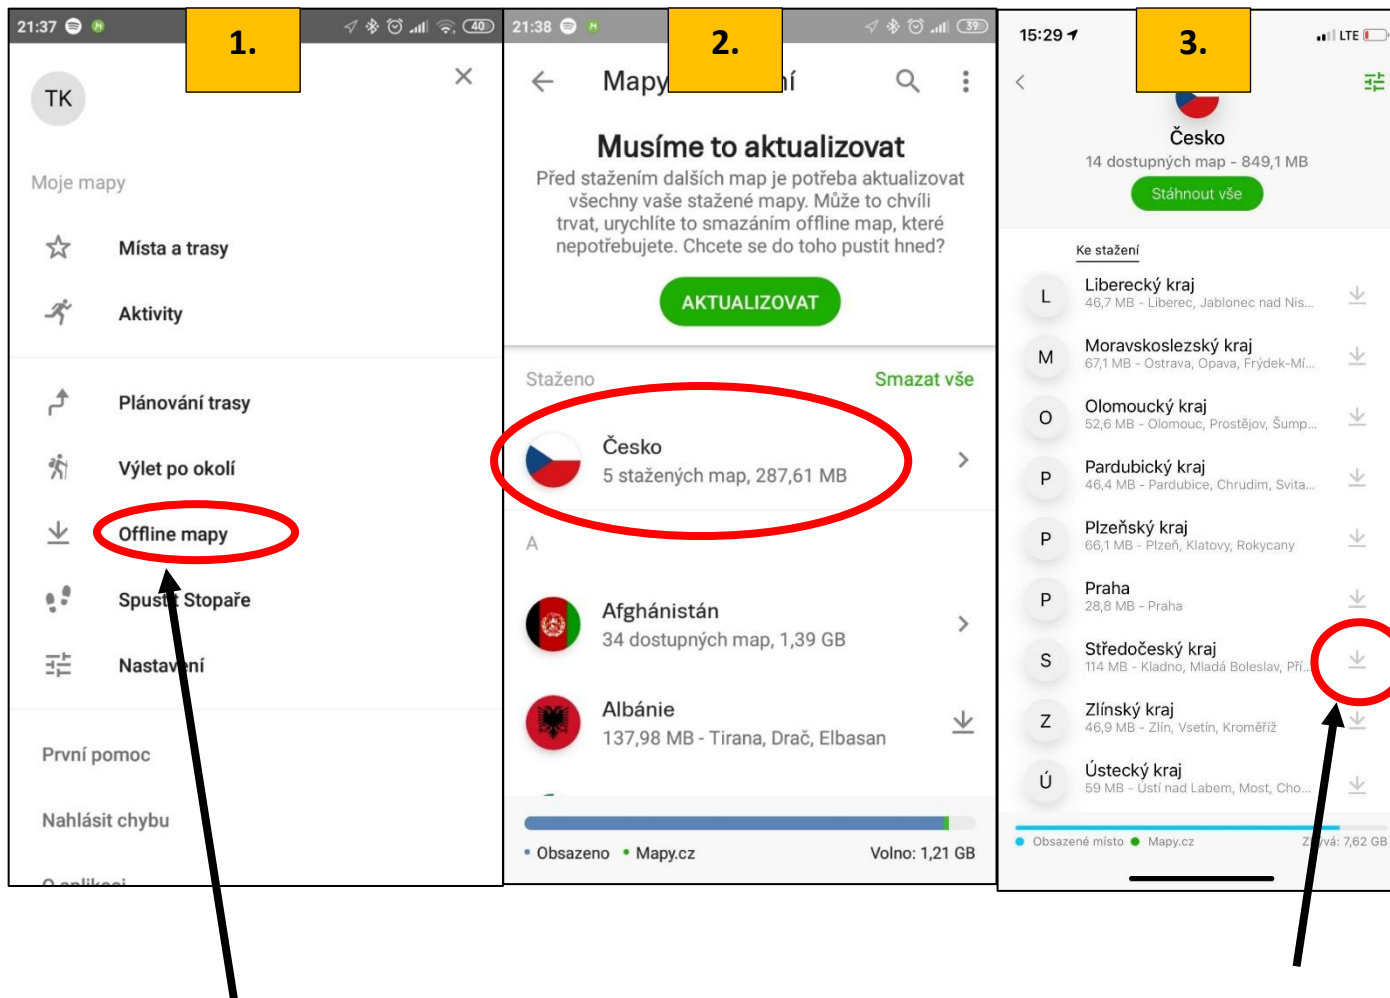 1.
21:37
40
TK
Moje mapy
Místa a trasy
Aktivity
Plánování trasy
Výlet po okolí
Offline mapy
Spustit Stopaře
Nastavení
První pomoc
Nahlásit chybu
2.
21:38
39
Musíme to aktualizovat
Před stažením dalších map je potřeba aktualizovat
všechny vaše stažené mapy. Může to chvíli
trvat, urychlíte to smazáním offline map, které
nepotřebujete. Chcete se do toho pustit hned?
AKTUALIZOVAT
Staženo Smazat vše
Česko
5 stažených map, 287,61 MB
A
Afghánistán
34 dostupných map, 1,39 GB
Albánie
137,98 MB - Tirana, Drač, Elbasan
Obsazeno Mapy.cz Volno: 1,21 GB
3.
15:29 LTE
Česko
14 dostupných map - 849,1 MB
Stáhnout vše
Ke stažení
L Liberecký kraj
46,7 MB - Liberec, Jablonec nad Nis...
M Moravskoslezský kraj
67,1 MB - Ostrava, Opava, Frýdek-Mí...
O Olomoucký kraj
52,6 MB - Olomouc, Prostějov, Šump...
P Pardubický kraj
46,4 MB - Pardubice, Chrudim, Svita...
P Plzeňský kraj
66,1 MB - Plzeň, Klatovy, Rokycany
P Praha
28,8 MB - Praha
S Středočeský kraj
114 MB - Kladno, Mladá Boleslav, Pří...
Z Zlínský kraj
46,9 MB - Zlín, Vsetín, Kroměříž
Ú Ústecký kraj
59 MB - Ústí nad Labem, Most, Cho...
Obsazené místo Mapy.cz 7,62 GB